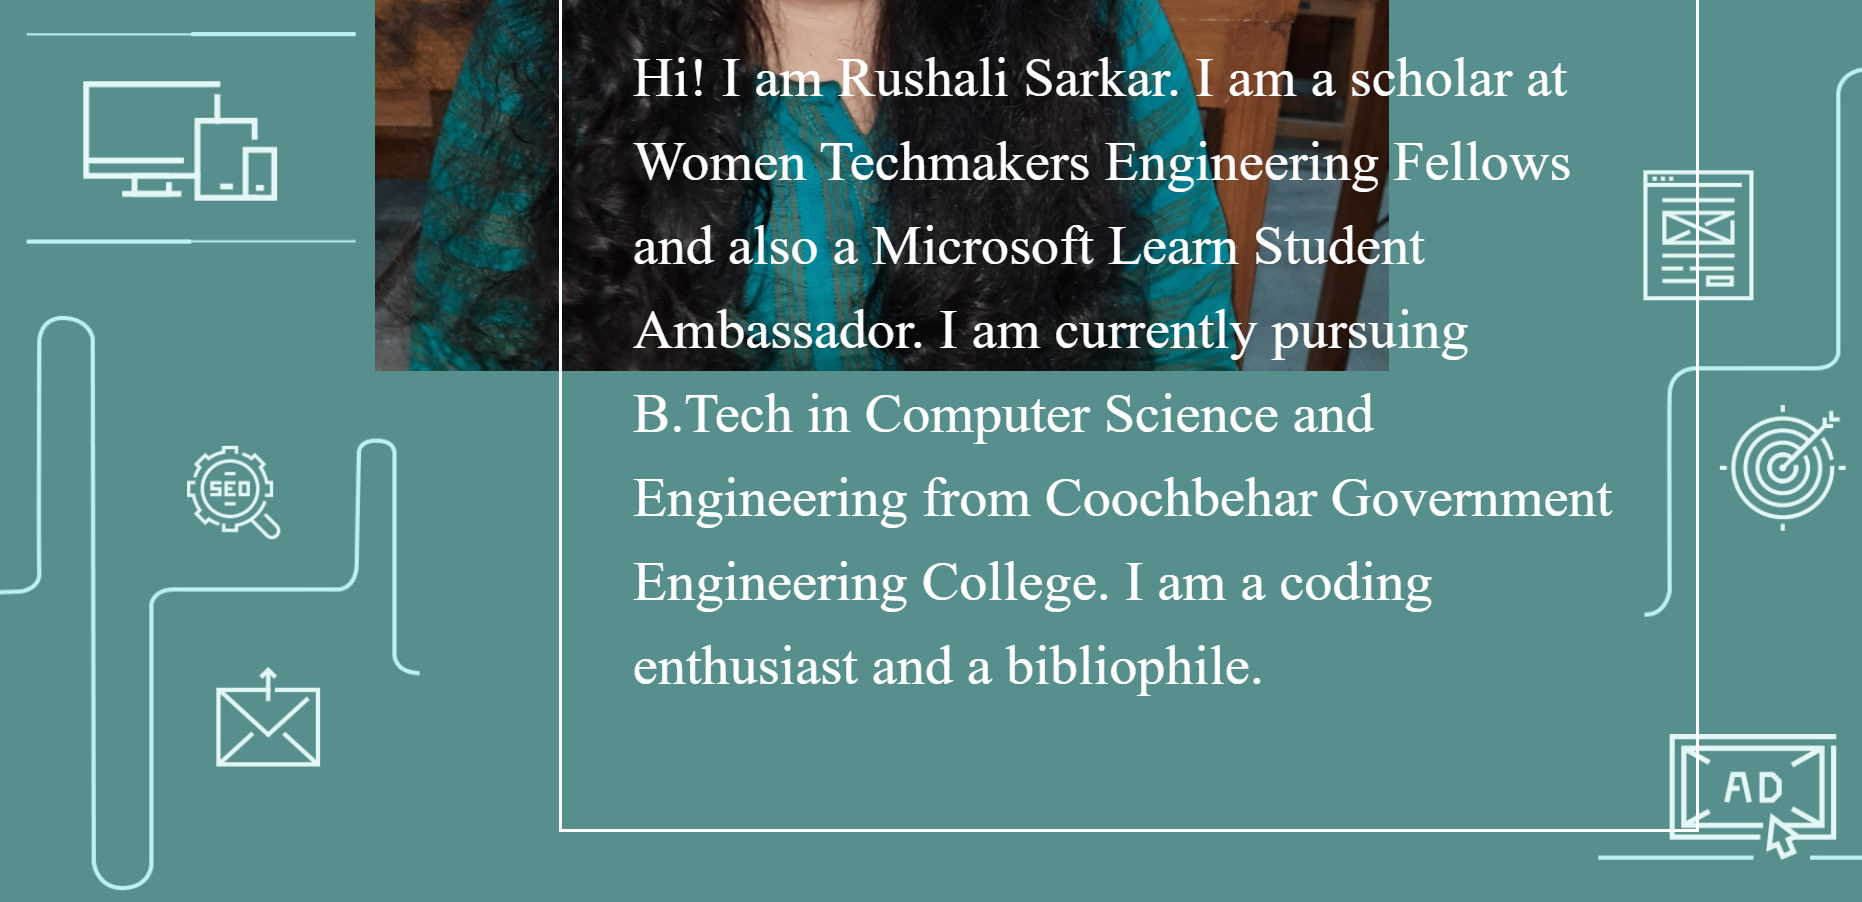 Hi! I am Rushali Sarkar. I am a scholar at
Women Techmakers Engineering Fellows
and also a Microsoft Learn Student
Ambassador. I am currently pursuing
B.Tech in Computer Science and
Engineering from Coochbehar Government
Engineering College. I am a coding
enthusiast and a bibliophile.
SEO
AD